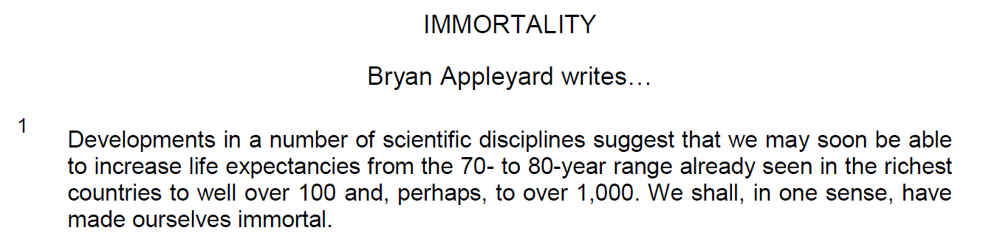 IMMORTALITY
Bryan Appleyard writes…
1
Developments in a number of scientific disciplines suggest that we may soon be able
to increase life expectancies from the 70- to 80-year range already seen in the richest
countries to well over 100 and, perhaps, to over 1,000. We shall, in one sense, have
made ourselves immortal.